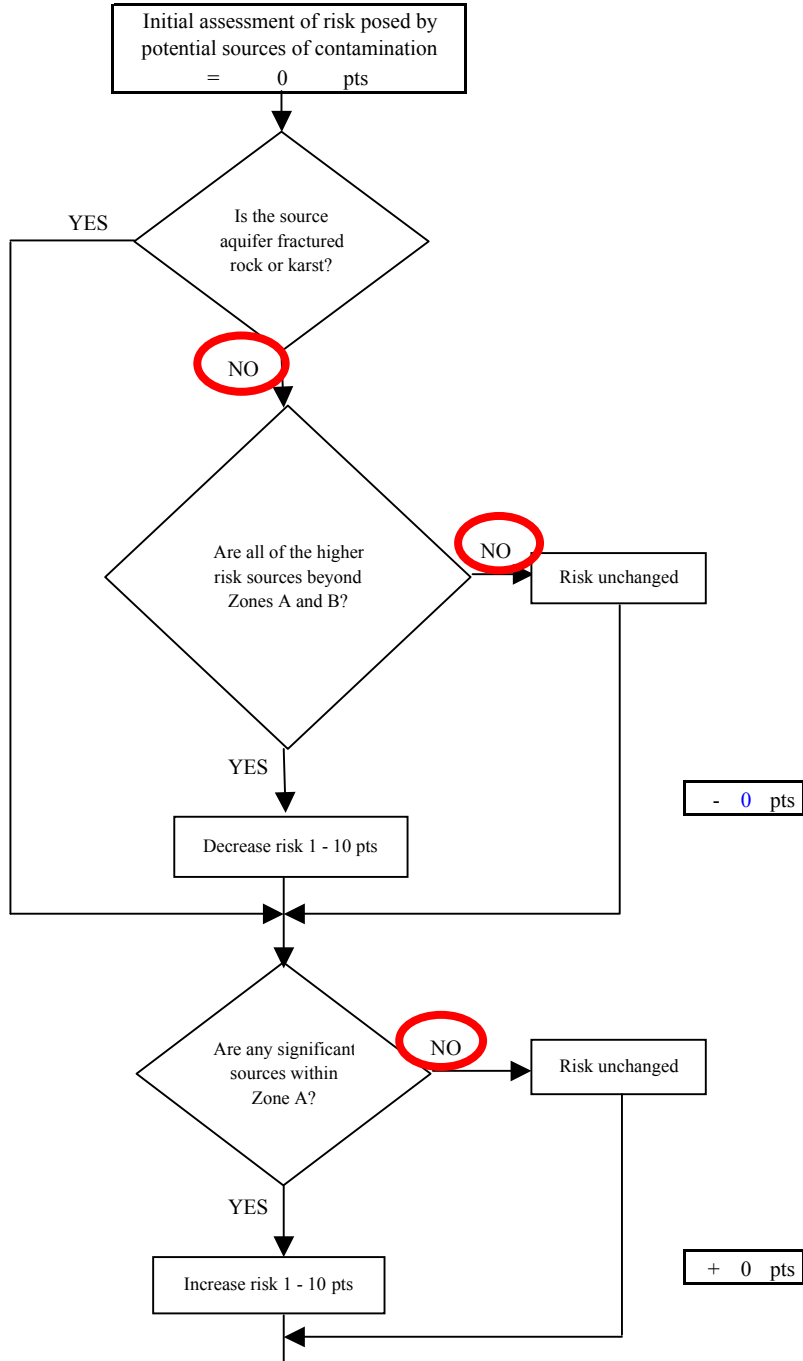 Initial assessment of risk posed by
potential sources of contamination
= 0 pts
YES
Is the source
aquifer fractured
rock or karst?
NO
Are all of the higher
risk sources beyond
Zones A and B?
NO
Risk unchanged
YES
- 0 pts
Decrease risk 1 - 10 pts
Are any significant
sources within
Zone A?
NO
Risk unchanged
YES
+ 0 pts
Increase risk 1 - 10 pts